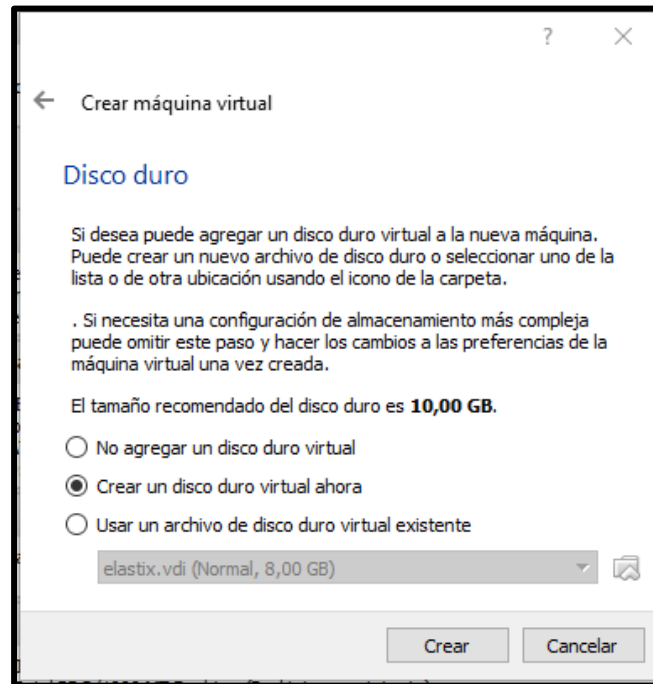 ?
Crear máquina virtual
Disco duro
Si desea puede agregar un disco duro virtual a la nueva máquina.
Puede crear un nuevo archivo de disco duro o seleccionar uno de la
lista o de otra ubicación usando el icono de la carpeta.
. Si necesita una configuración de almacenamiento más compleja
puede omitir este paso y hacer los cambios a las preferencias de la
máquina virtual una vez creada.
El tamaño recomendado del disco duro es 10,00 GB.
No agregar un disco duro virtual
Crear un disco duro virtual ahora
Usar un archivo de disco duro virtual existente
elastix.vdi (Normal, 8,00 GB)
Crear Cancelar